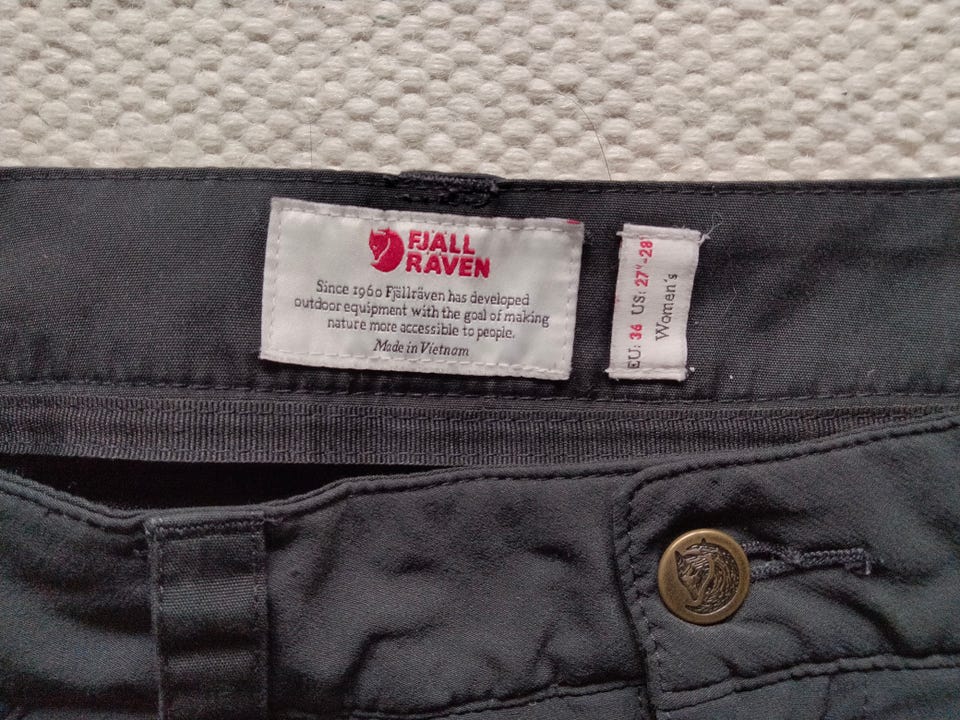 FJÄLL
RÄVEN
Since 1960 Fjällräven has developed
outdoor equipment with the goal of making
nature more accessible to people.
Made in Vietnam
EU: 36 US: 27"-28"
Women's